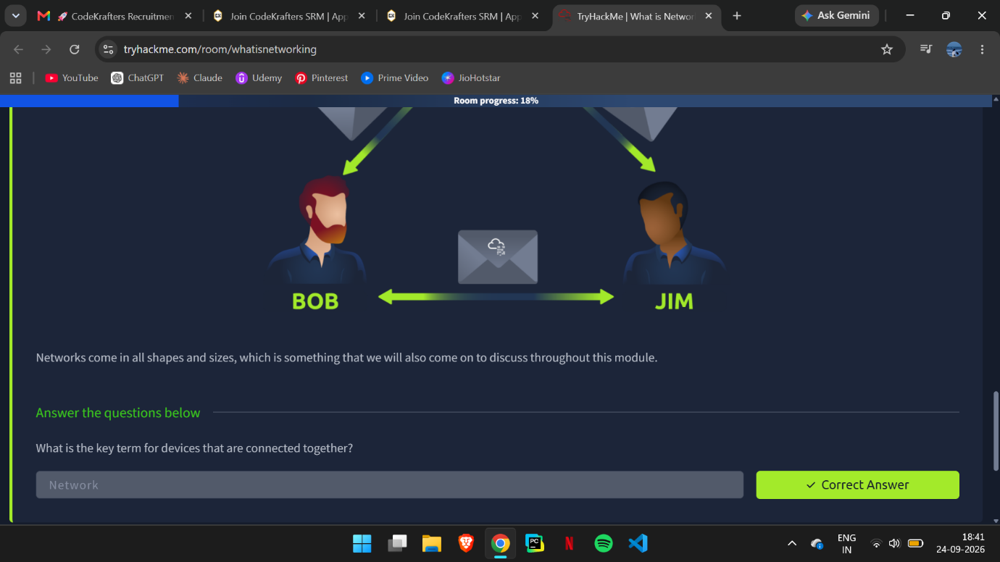 🚀 CodeKrafters Recruitmen
Join CodeKrafters SRM | App
Join CodeKrafters SRM | App
TryHackMe | What is Networ
Ask Gemini
tryhackme.com/room/whatisnetworking
YouTube
ChatGPT
Claude
Udemy
Pinterest
Prime Video
JioHotstar
Room progress: 18%
BOB
JIM
Networks come in all shapes and sizes, which is something that we will also come on to discuss throughout this module.
Answer the questions below
What is the key term for devices that are connected together?
Network
✓ Correct Answer
PC
N
ENG
IN
18:41
24-09-2026